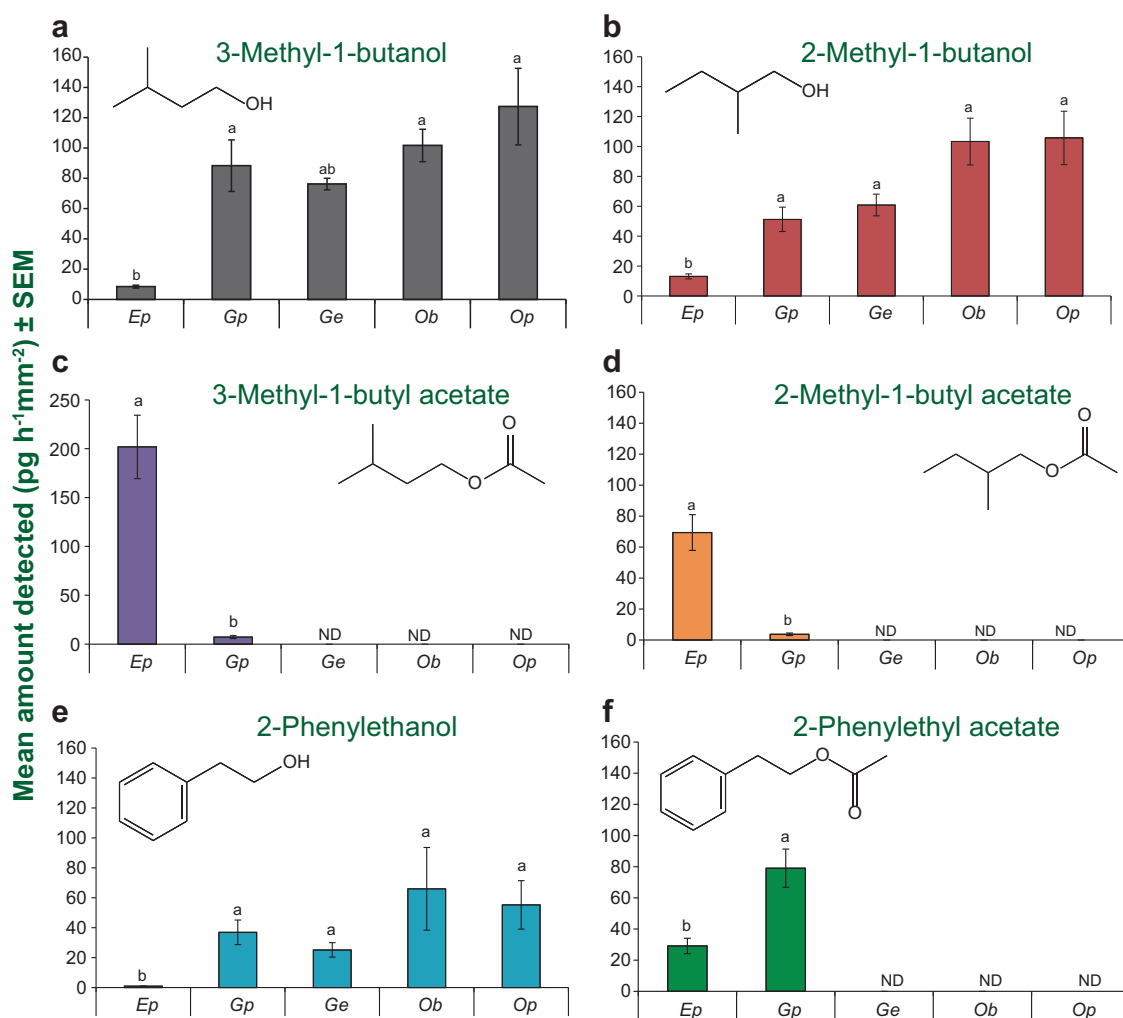 Mean amount detected (pg h⁻¹mm⁻²) ± SEM
a
3-Methyl-1-butanol
160
140
120
100
80
60
40
20
0
OH
b
a
ab
a
a
Ep Gp Ge Ob Op
b
2-Methyl-1-butanol
160
140
120
100
80
60
40
20
0
OH
b
a
a
a
a
Ep Gp Ge Ob Op
c
3-Methyl-1-butyl acetate
250
200
150
100
50
0
O
O
a
b
ND ND ND
Ep Gp Ge Ob Op
d
2-Methyl-1-butyl acetate
160
140
120
100
80
60
40
20
0
O
O
a
b
ND ND ND
Ep Gp Ge Ob Op
e
2-Phenylethanol
160
140
120
100
80
60
40
20
0
OH
b
a
a
a
a
Ep Gp Ge Ob Op
f
2-Phenylethyl acetate
160
140
120
100
80
60
40
20
0
O
O
b
a
ND ND ND
Ep Gp Ge Ob Op